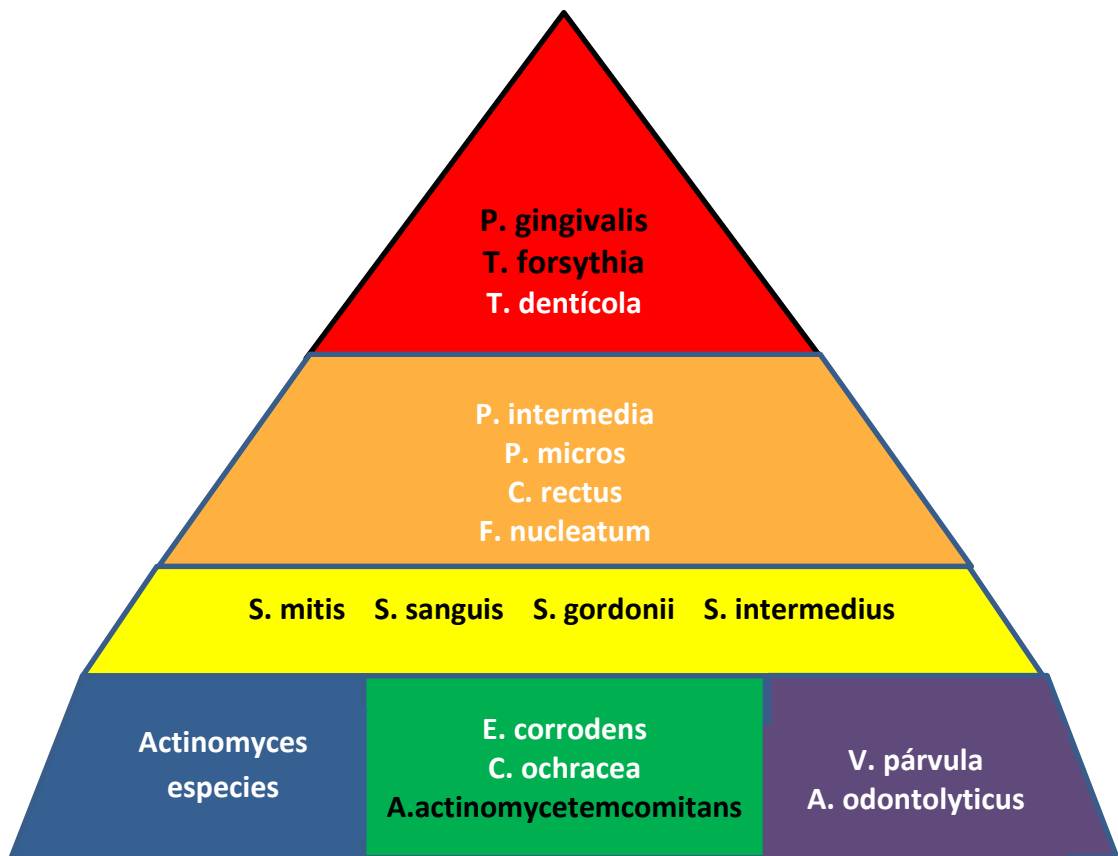 P. gingivalis
T. forsythia
T. dentícola
P. intermedia
P. micros
C. rectus
F. nucleatum
S. mitis S. sanguis S. gordonii S. intermedius
Actinomyces
especies
E. corrodens
C. ochracea
A.actinomycetemcomitans
V. párvula
A. odontolyticus